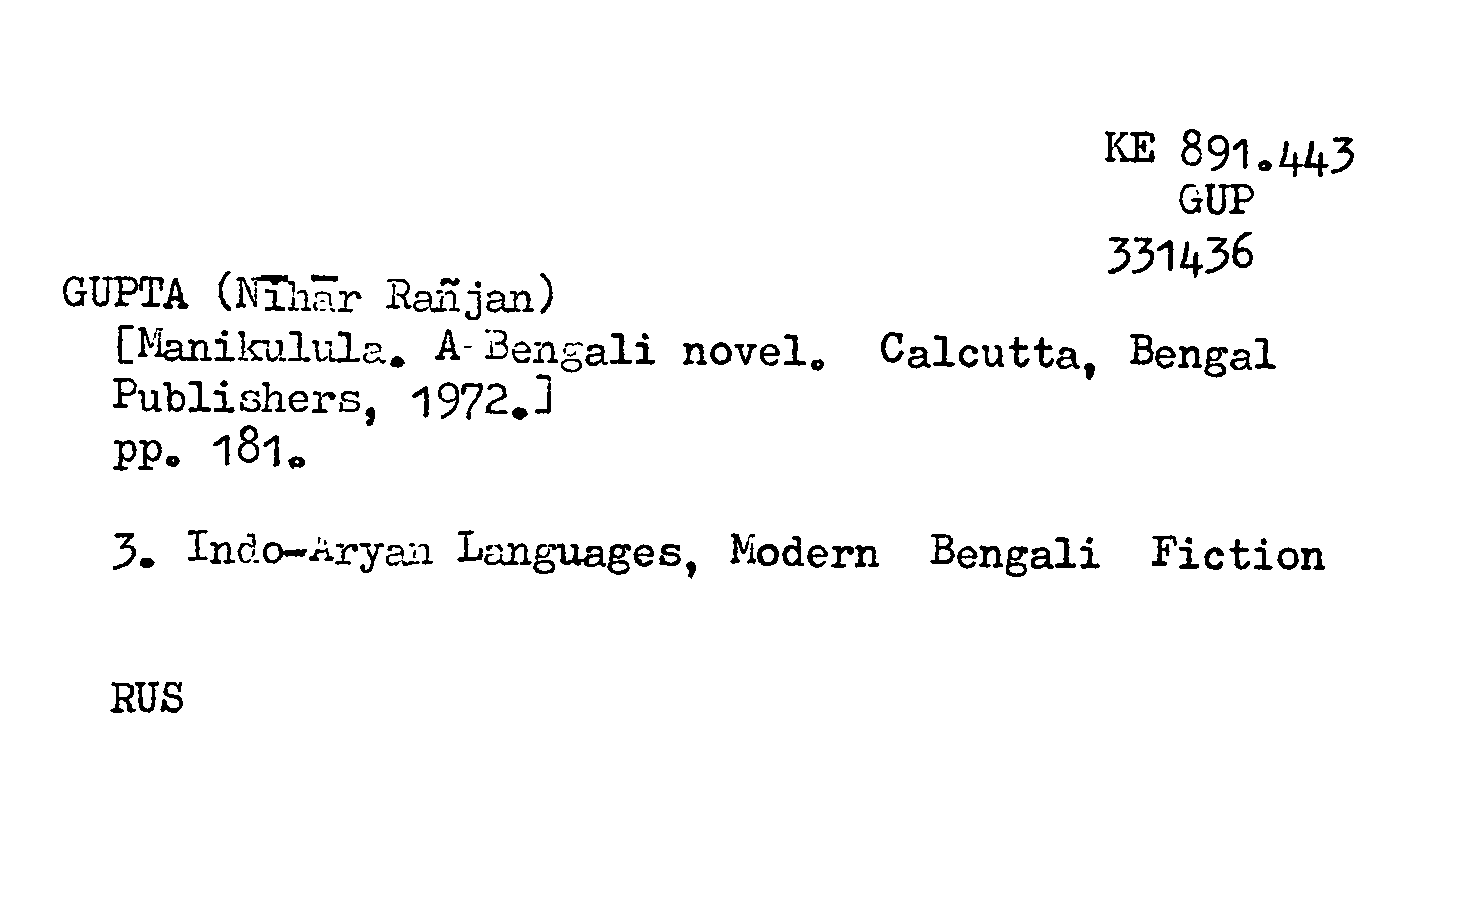 KE 891.443
GUP
331436
GUPTA (Nīhār Rañjan)
[Manikulula. A Bengali novel. Calcutta, Bengal
Publishers, 1972.]
pp. 181.
3. Indo-Aryan Languages, Modern Bengali Fiction
RUS